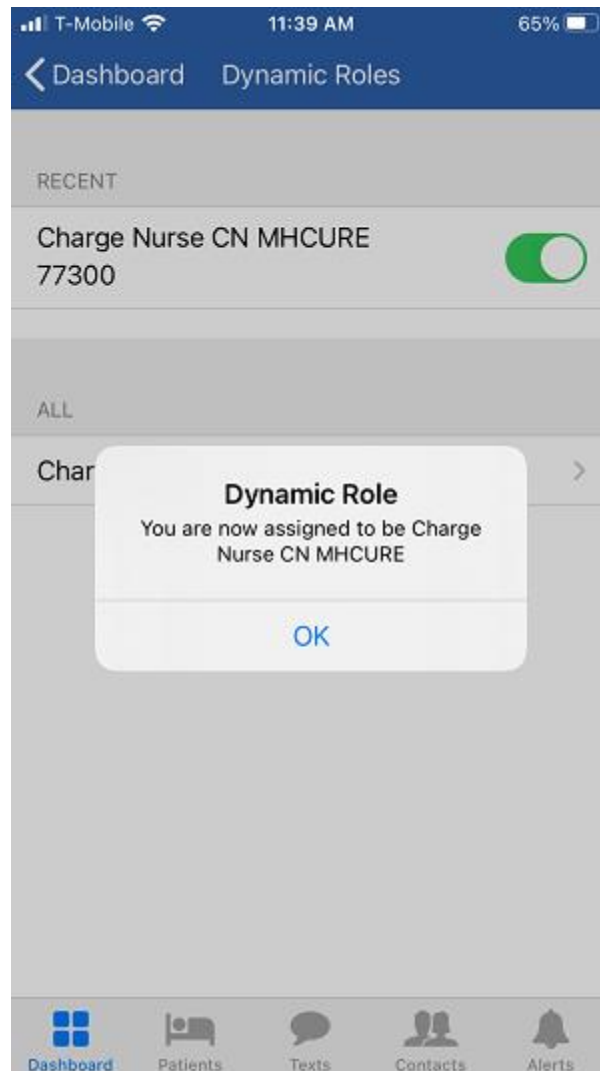 T-Mobile 11:39 AM 65%
Dashboard Dynamic Roles
RECENT
Charge Nurse CN MHCURE
77300
ALL
Char
Dynamic Role
You are now assigned to be Charge
Nurse CN MHCURE
OK
Dashboard Patients Texts Contacts Alerts